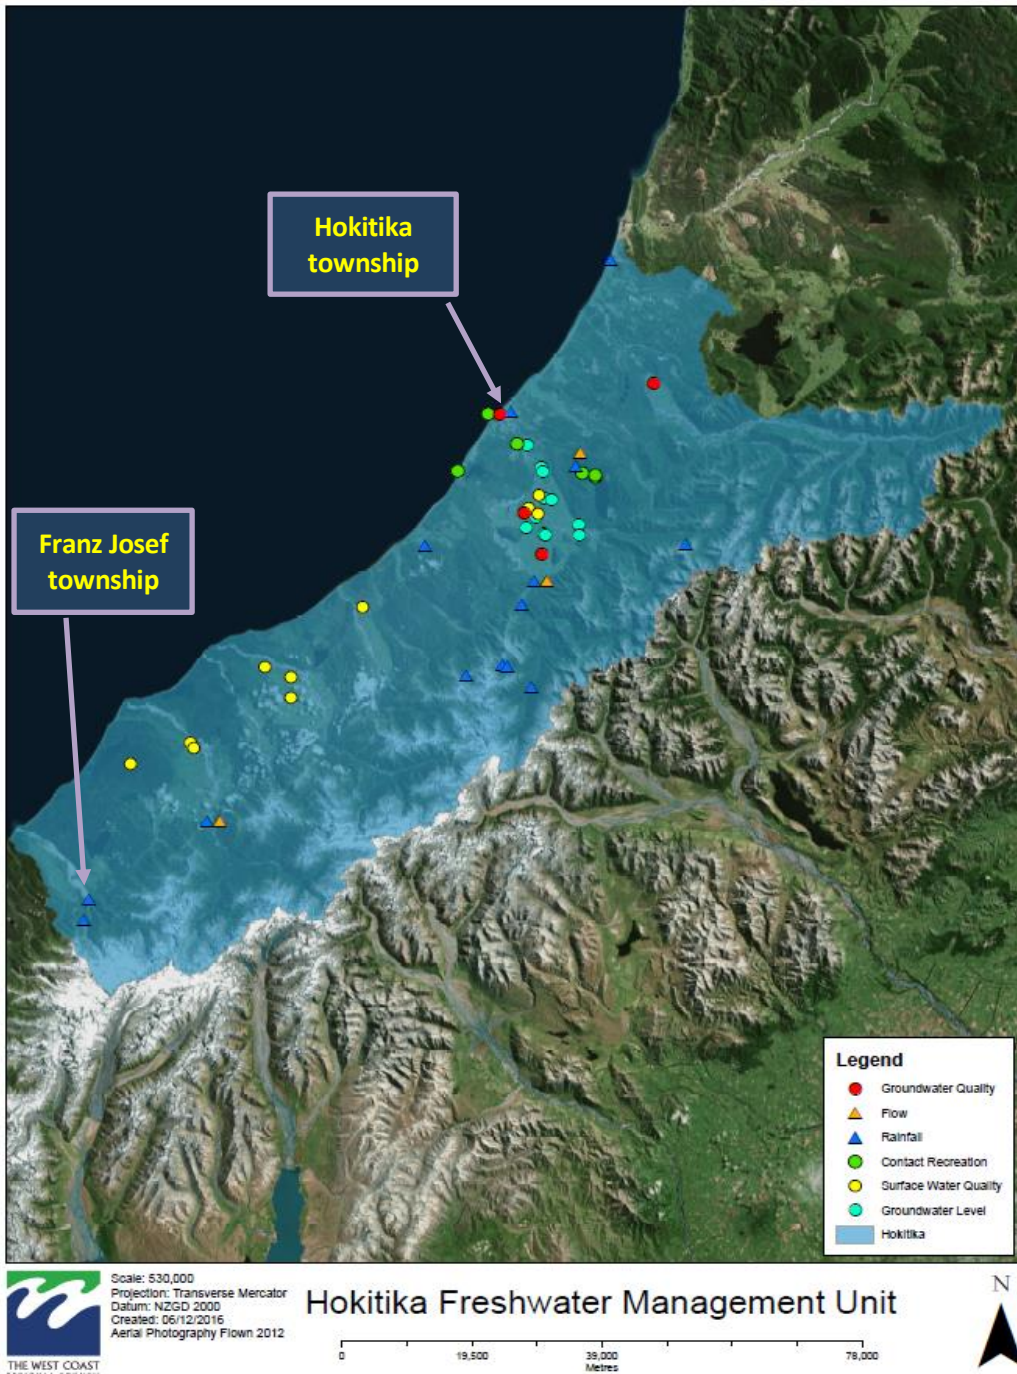 Hokitika
township
Franz Josef
township
Legend
Groundwater Quality
Flow
Rainfall
Contact Recreation
Surface Water Quality
Groundwater Level
Hokitika
Scale: 530,000
Projection: Transverse Mercator
Datum: NZGD 2000
Created: 06/12/2016
Aerial Photography Flown 2012
Hokitika Freshwater Management Unit
0 19,500 39,000 78,000
Metres
N
THE WEST COAST